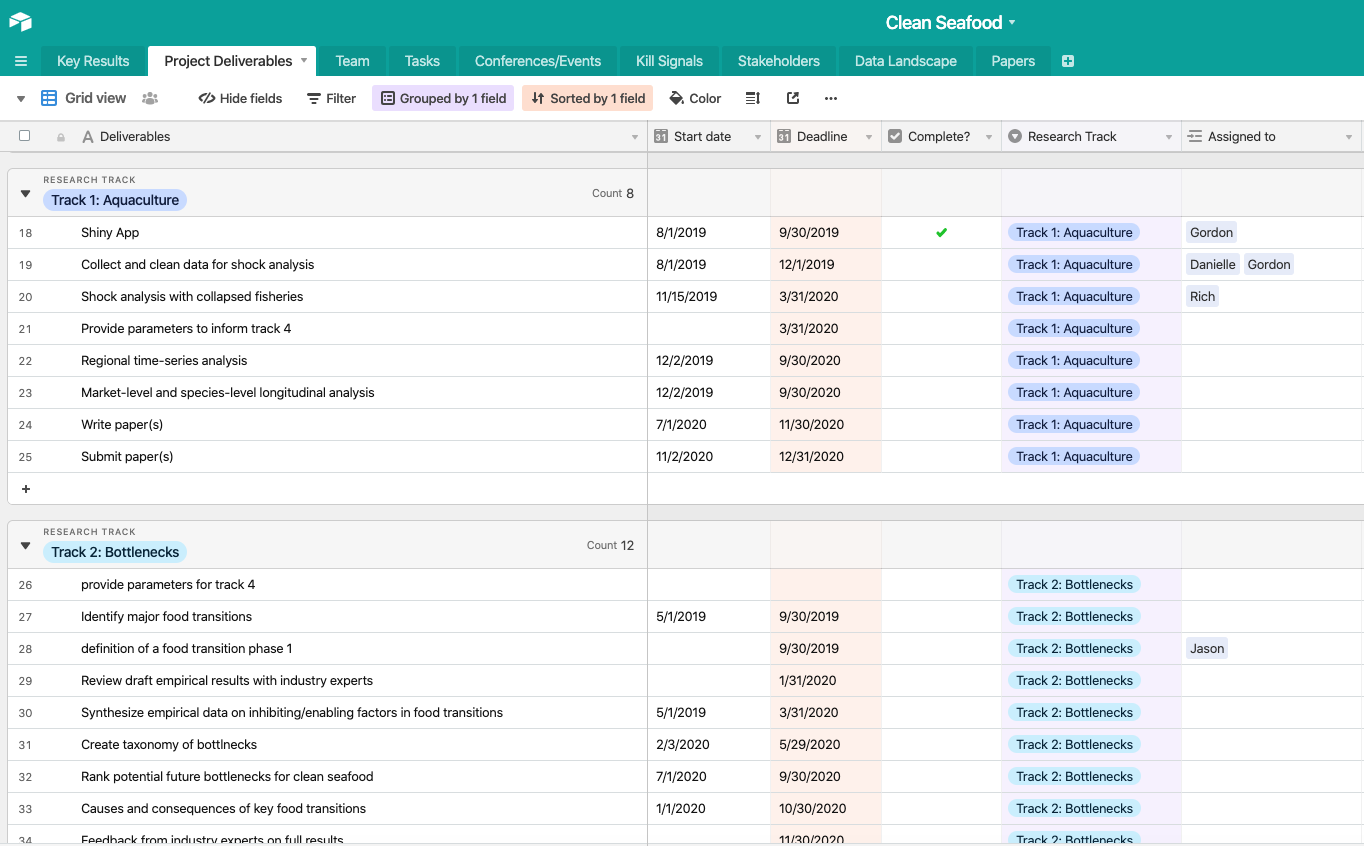 Clean Seafood
Key Results Project Deliverables Team Tasks Conferences/Events Kill Signals Stakeholders Data Landscape Papers
Grid view Hide fields Filter Grouped by 1 field Sorted by 1 field Color
A Deliverables 31 Start date 31 Deadline Complete? Research Track Assigned to
RESEARCH TRACK
Track 1: Aquaculture Count 8
18 Shiny App 8/1/2019 9/30/2019 Track 1: Aquaculture Gordon
19 Collect and clean data for shock analysis 8/1/2019 12/1/2019 Track 1: Aquaculture Danielle Gordon
20 Shock analysis with collapsed fisheries 11/15/2019 3/31/2020 Track 1: Aquaculture Rich
21 Provide parameters to inform track 4 3/31/2020 Track 1: Aquaculture
22 Regional time-series analysis 12/2/2019 9/30/2020 Track 1: Aquaculture
23 Market-level and species-level longitudinal analysis 12/2/2019 9/30/2020 Track 1: Aquaculture
24 Write paper(s) 7/1/2020 11/30/2020 Track 1: Aquaculture
25 Submit paper(s) 11/2/2020 12/31/2020 Track 1: Aquaculture
+
RESEARCH TRACK
Track 2: Bottlenecks Count 12
26 provide parameters for track 4 Track 2: Bottlenecks
27 Identify major food transitions 5/1/2019 9/30/2019 Track 2: Bottlenecks
28 definition of a food transition phase 1 9/30/2019 Track 2: Bottlenecks Jason
29 Review draft empirical results with industry experts 1/31/2020 Track 2: Bottlenecks
30 Synthesize empirical data on inhibiting/enabling factors in food transitions 5/1/2019 3/31/2020 Track 2: Bottlenecks
31 Create taxonomy of bottlnecks 2/3/2020 5/29/2020 Track 2: Bottlenecks
32 Rank potential future bottlenecks for clean seafood 7/1/2020 9/30/2020 Track 2: Bottlenecks
33 Causes and consequences of key food transitions 1/1/2020 10/30/2020 Track 2: Bottlenecks
34 Feedback from industry experts on full results 11/30/2020 Track 2: Bottlenecks